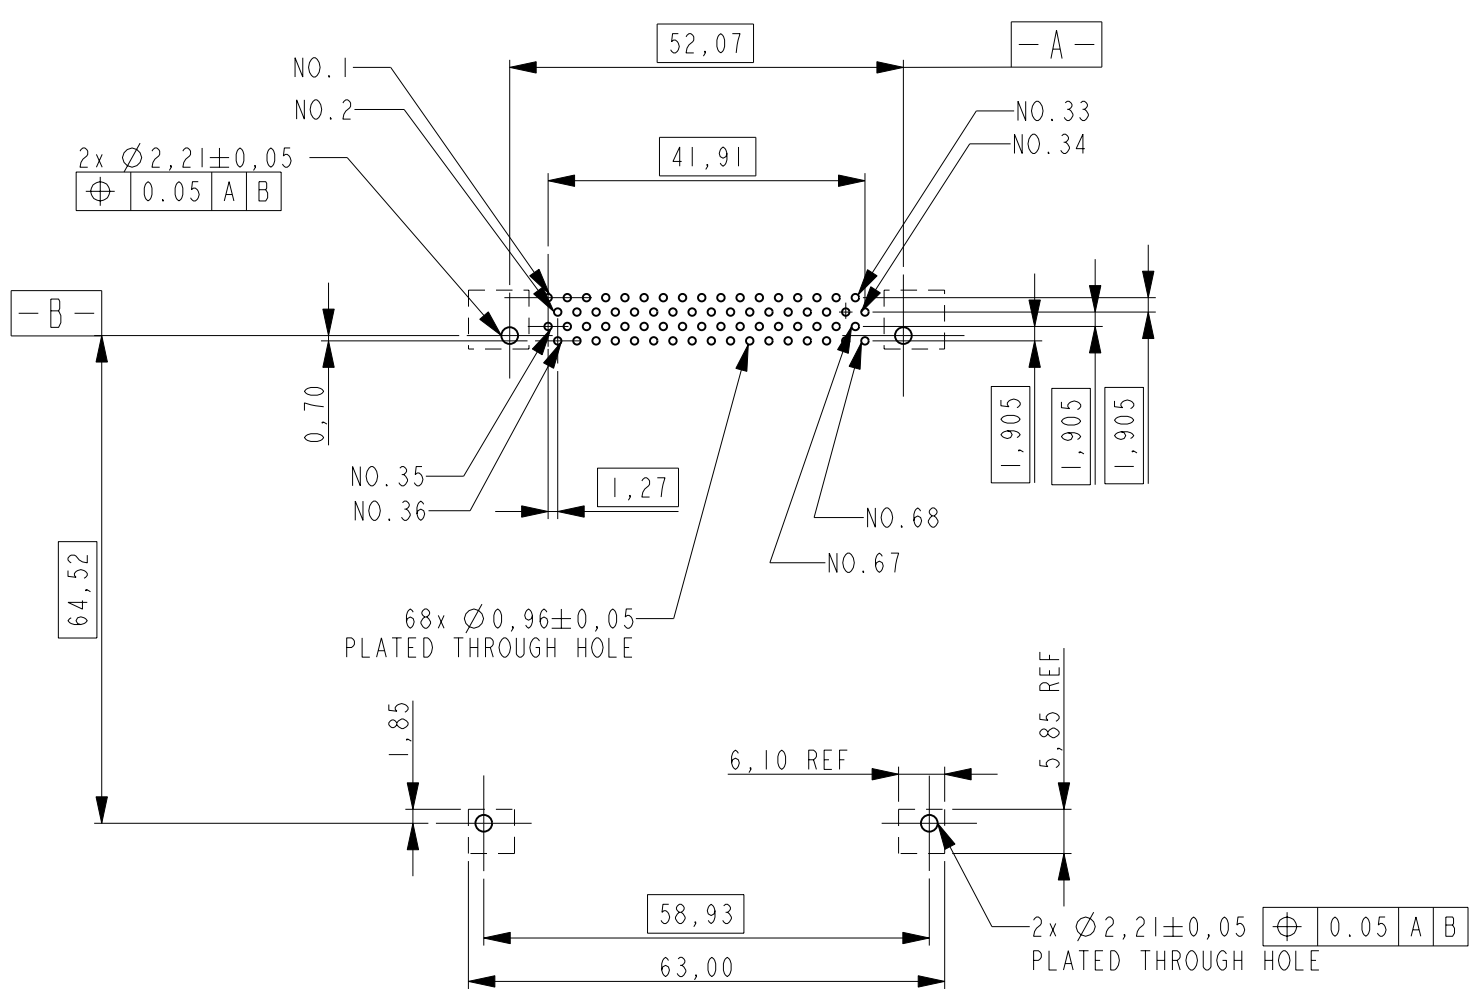 52,07
-A-
NO.1
NO.2
NO.33
NO.34
2x ⌀2,21±0,05
⌖ 0.05 A B
41,91
-B-
0,70
1,905
1,905
1,905
NO.35
NO.36
1,27
NO.68
NO.67
64,52
68x ⌀0,96±0,05
PLATED THROUGH HOLE
1,85
6,10 REF
5,85 REF
58,93
2x ⌀2,21±0,05 ⌖ 0.05 A B
PLATED THROUGH HOLE
63,00